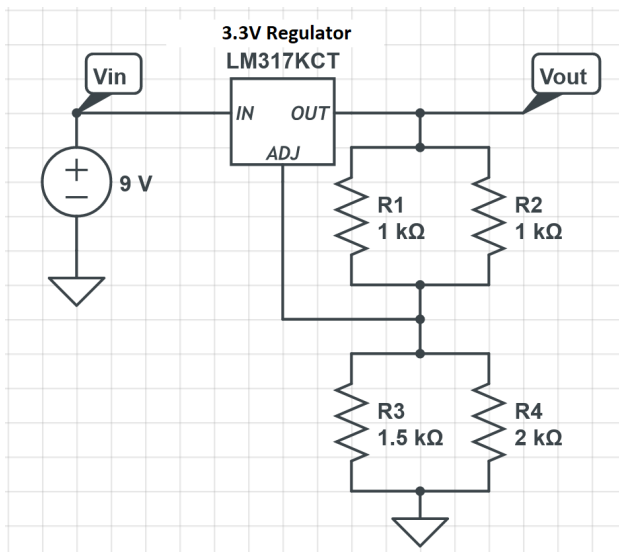 3.3V Regulator
LM317KCT
Vin
Vout
IN
OUT
ADJ
+
9 V
R1
1 kΩ
R2
1 kΩ
R3
1.5 kΩ
R4
2 kΩ